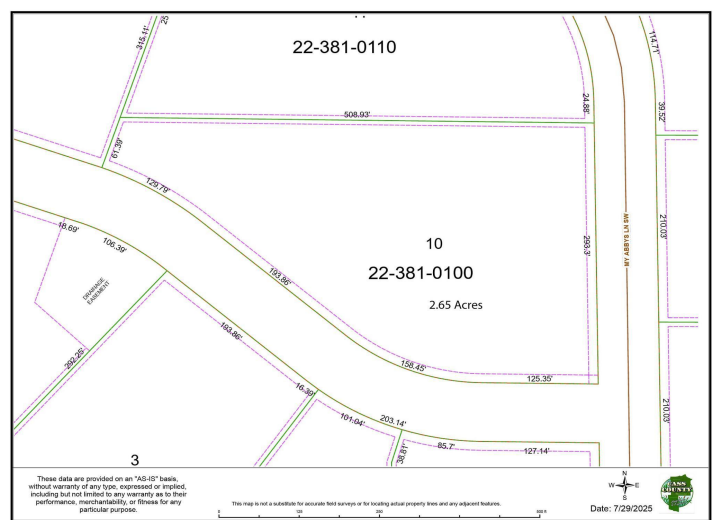 22-381-0110
315.11'
25
114.71'
24.88'
39.52'
508.93'
61.39'
129.79'
210.03'
293.3'
MY ABBYS LN SW
10
22-381-0100
2.65 Acres
16.69'
106.39'
DRAINAGE
EASEMENT
193.86'
193.86'
158.45'
125.35'
292.25'
16.39'
101.04'
203.14'
38.81'
85.7'
127.14'
210.03'
3
These data are provided on an "AS-IS" basis,
without warranty of any type, expressed or implied,
including but not limited to any warranty as to their
performance, merchantability, or fitness for any
particular purpose.
This map is not a substitute for accurate field surveys or for locating actual property lines and any adjacent features.
0
N
W
E
S
Date: 7/29/2025